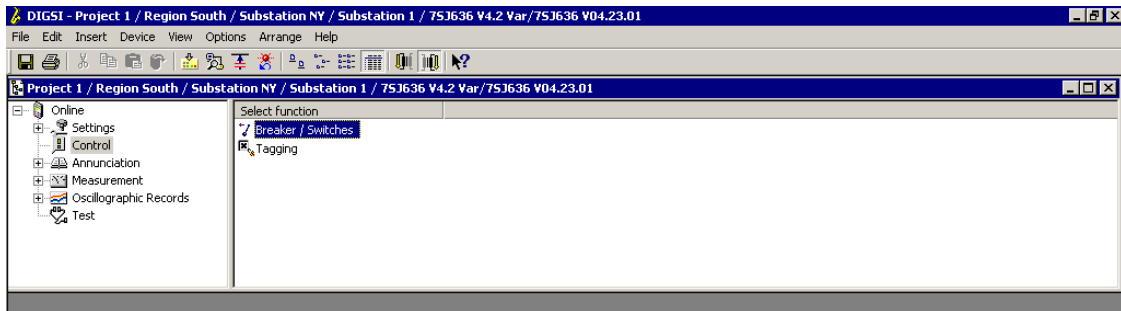 DIGSI - Project 1 / Region South / Substation NY / Substation 1 / 7SJ636 V4.2 Var/7SJ636 V04.23.01
File Edit Insert Device View Options Arrange Help
Project 1 / Region South / Substation NY / Substation 1 / 7SJ636 V4.2 Var/7SJ636 V04.23.01
Online
Settings
Control
Annunciation
Measurement
Oscillographic Records
Test
Select function
Breaker / Switches
Tagging